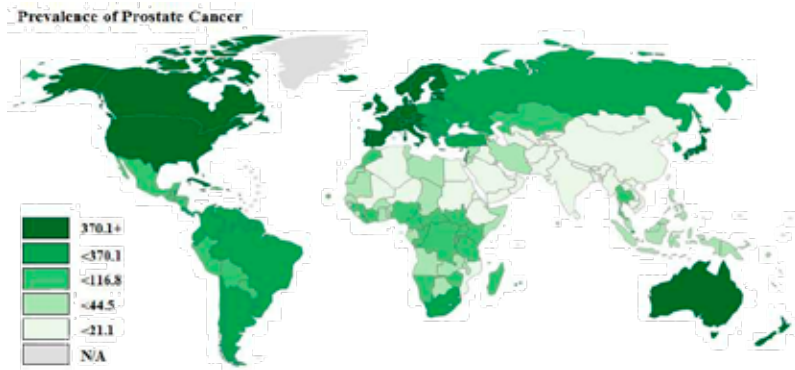 Prevalence of Prostate Cancer
370.1+
<370.1
<116.8
<44.5
<21.1
N/A